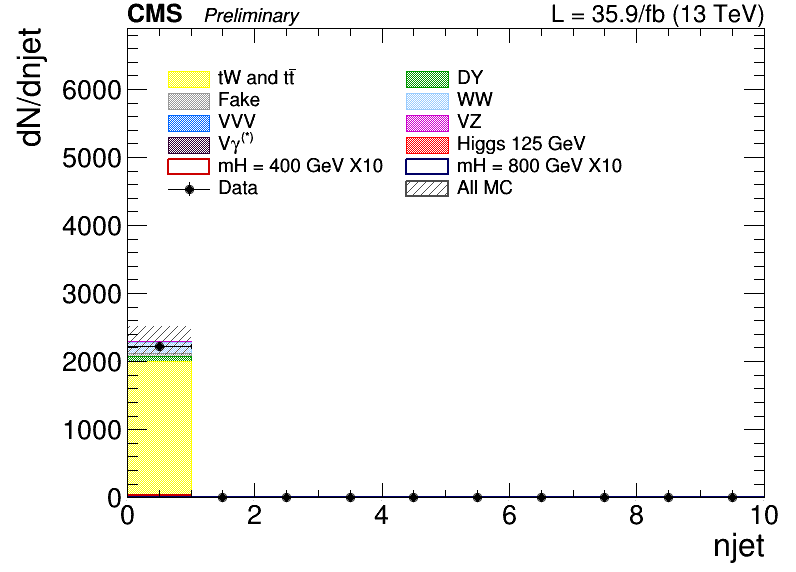 CMS Preliminary L = 35.9/fb (13 TeV)
dN/dnjet
tW and tt̄ DY
Fake WW
VVV VZ
Vγ(*) Higgs 125 GeV
mH = 400 GeV X10 mH = 800 GeV X10
Data All MC
6000
5000
4000
3000
2000
1000
0
0 2 4 6 8 10
njet